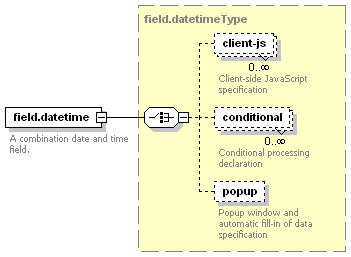 field.datetimeType
client-js
0..∞
Client-side JavaScript
specification
field.datetime
A combination date and time
field.
conditional
0..∞
Conditional processing
declaration
popup
Popup window and
automatic fill-in of data
specification